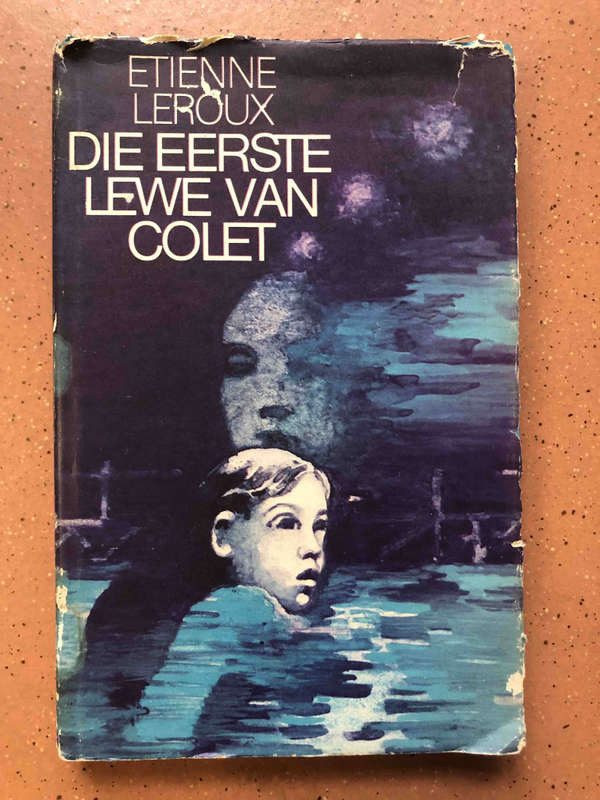 ETIENNE
LEROUX
DIE EERSTE
LEWE VAN
COLET